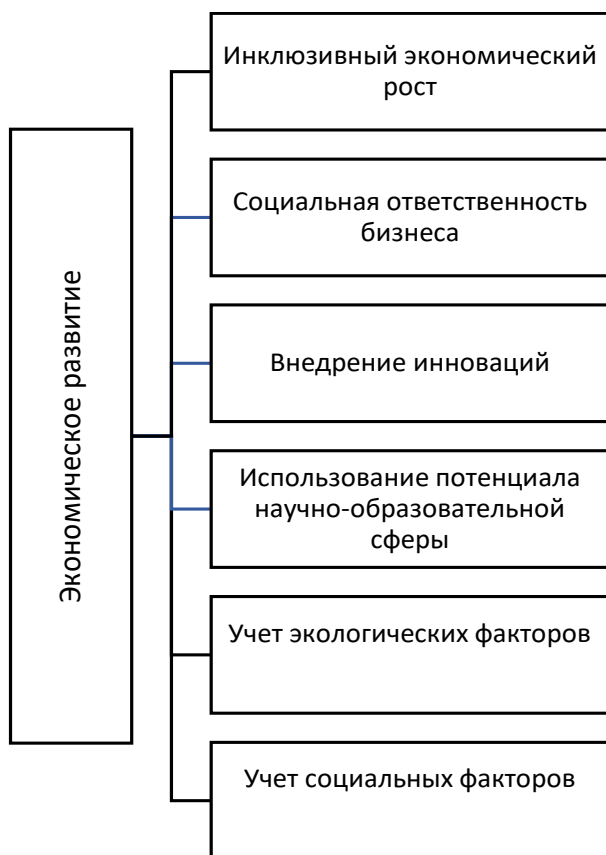 Экономическое развитие
Инклюзивный экономический
рост
Социальная ответственность
бизнеса
Внедрение инноваций
Использование потенциала
научно-образовательной
сферы
Учет экологических факторов
Учет социальных факторов